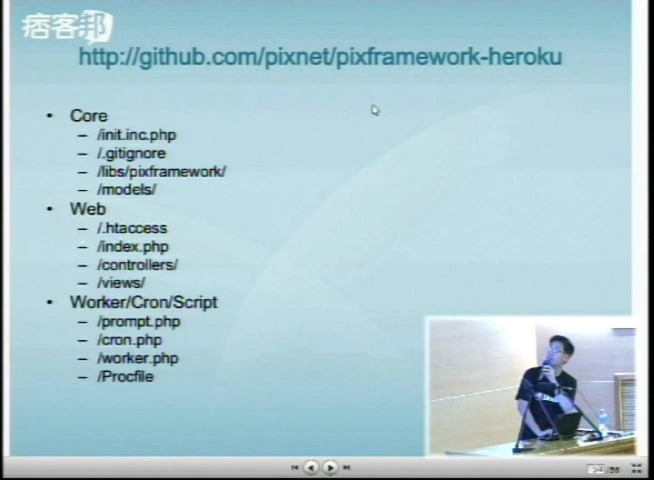 痞客邦
http://github.com/pixnet/pixframework-heroku
• Core
– /init.inc.php
– /.gitignore
– /libs/pixframework/
– /models/
• Web
– /.htaccess
– /index.php
– /controllers/
– /views/
• Worker/Cron/Script
– /prompt.php
– /cron.php
– /worker.php
– /Procfile